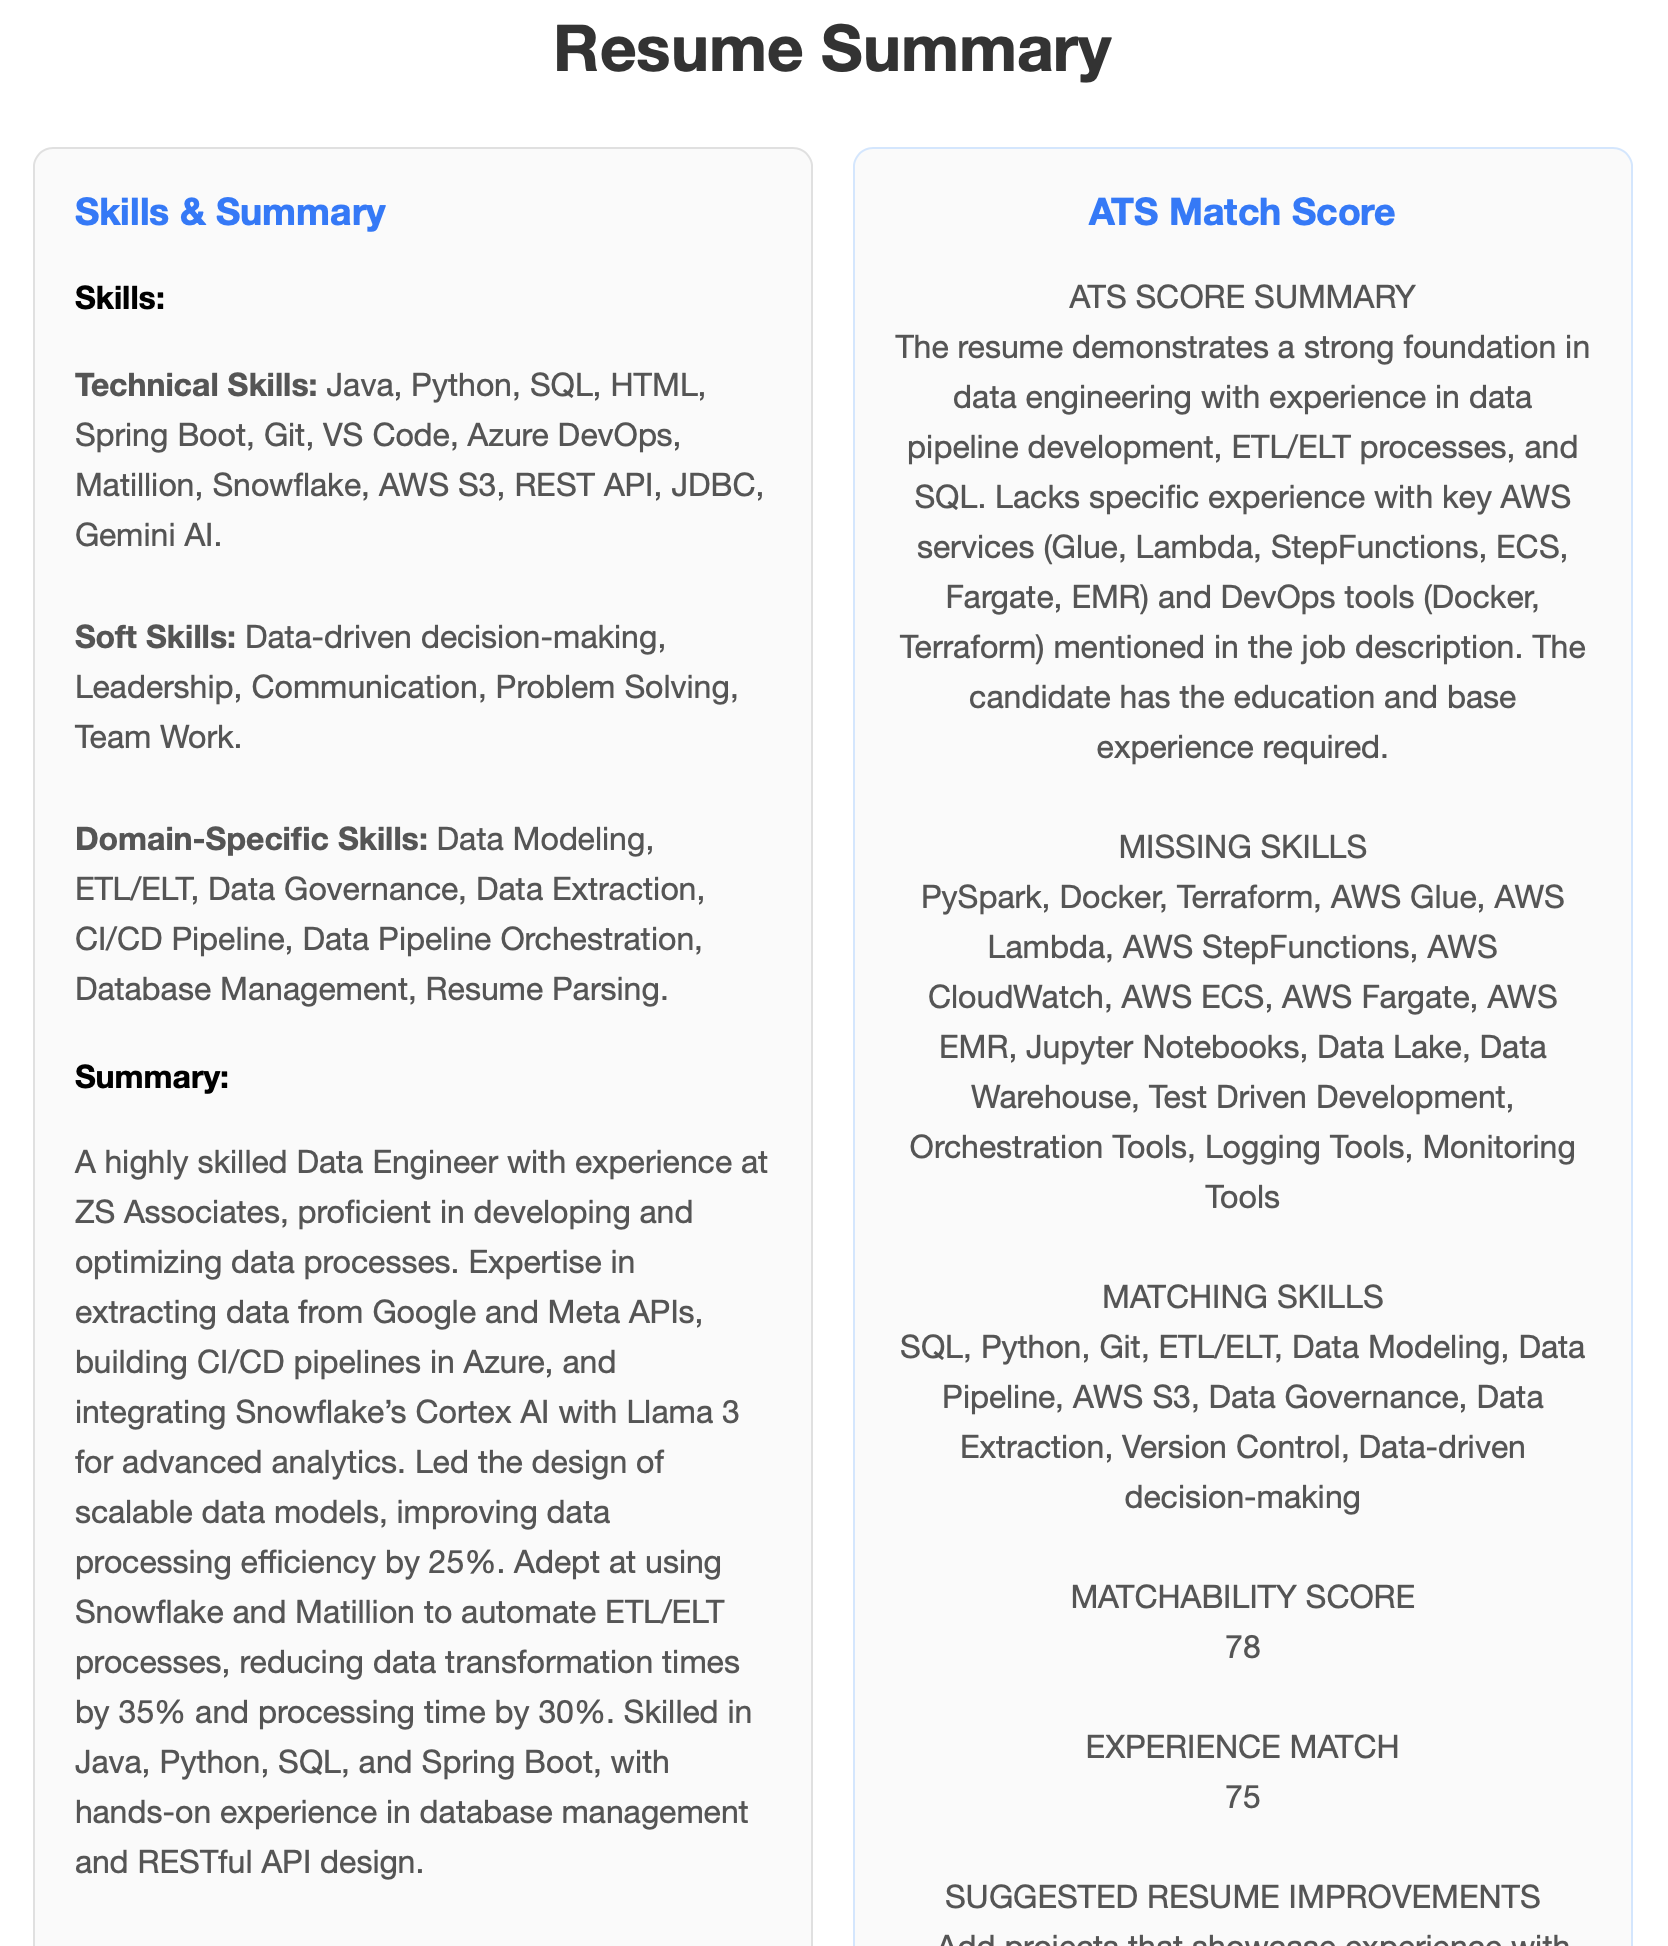 Resume Summary
Skills & Summary
Skills:
Technical Skills: Java, Python, SQL, HTML,
Spring Boot, Git, VS Code, Azure DevOps,
Matillion, Snowflake, AWS S3, REST API, JDBC,
Gemini AI.
Soft Skills: Data-driven decision-making,
Leadership, Communication, Problem Solving,
Team Work.
Domain-Specific Skills: Data Modeling,
ETL/ELT, Data Governance, Data Extraction,
CI/CD Pipeline, Data Pipeline Orchestration,
Database Management, Resume Parsing.
Summary:
A highly skilled Data Engineer with experience at
ZS Associates, proficient in developing and
optimizing data processes. Expertise in
extracting data from Google and Meta APIs,
building CI/CD pipelines in Azure, and
integrating Snowflake’s Cortex AI with Llama 3
for advanced analytics. Led the design of
scalable data models, improving data
processing efficiency by 25%. Adept at using
Snowflake and Matillion to automate ETL/ELT
processes, reducing data transformation times
by 35% and processing time by 30%. Skilled in
Java, Python, SQL, and Spring Boot, with
hands-on experience in database management
and RESTful API design.
ATS Match Score
ATS SCORE SUMMARY
The resume demonstrates a strong foundation in
data engineering with experience in data
pipeline development, ETL/ELT processes, and
SQL. Lacks specific experience with key AWS
services (Glue, Lambda, StepFunctions, ECS,
Fargate, EMR) and DevOps tools (Docker,
Terraform) mentioned in the job description. The
candidate has the education and base
experience required.
MISSING SKILLS
PySpark, Docker, Terraform, AWS Glue, AWS
Lambda, AWS StepFunctions, AWS
CloudWatch, AWS ECS, AWS Fargate, AWS
EMR, Jupyter Notebooks, Data Lake, Data
Warehouse, Test Driven Development,
Orchestration Tools, Logging Tools, Monitoring
Tools
MATCHING SKILLS
SQL, Python, Git, ETL/ELT, Data Modeling, Data
Pipeline, AWS S3, Data Governance, Data
Extraction, Version Control, Data-driven
decision-making
MATCHABILITY SCORE
78
EXPERIENCE MATCH
75
SUGGESTED RESUME IMPROVEMENTS
Add projects that showcase experience with